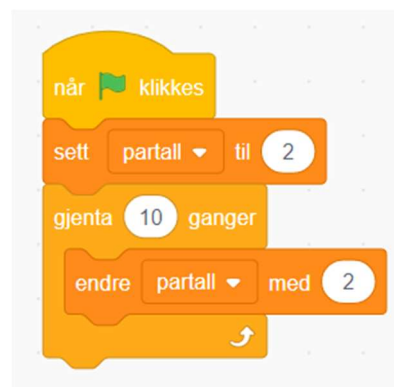 når klikkes
sett partall til 2
gjenta 10 ganger
endre partall med 2